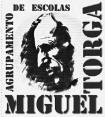 AGRUPAMENTO DE ESCOLAS
MIGUEL TORGA